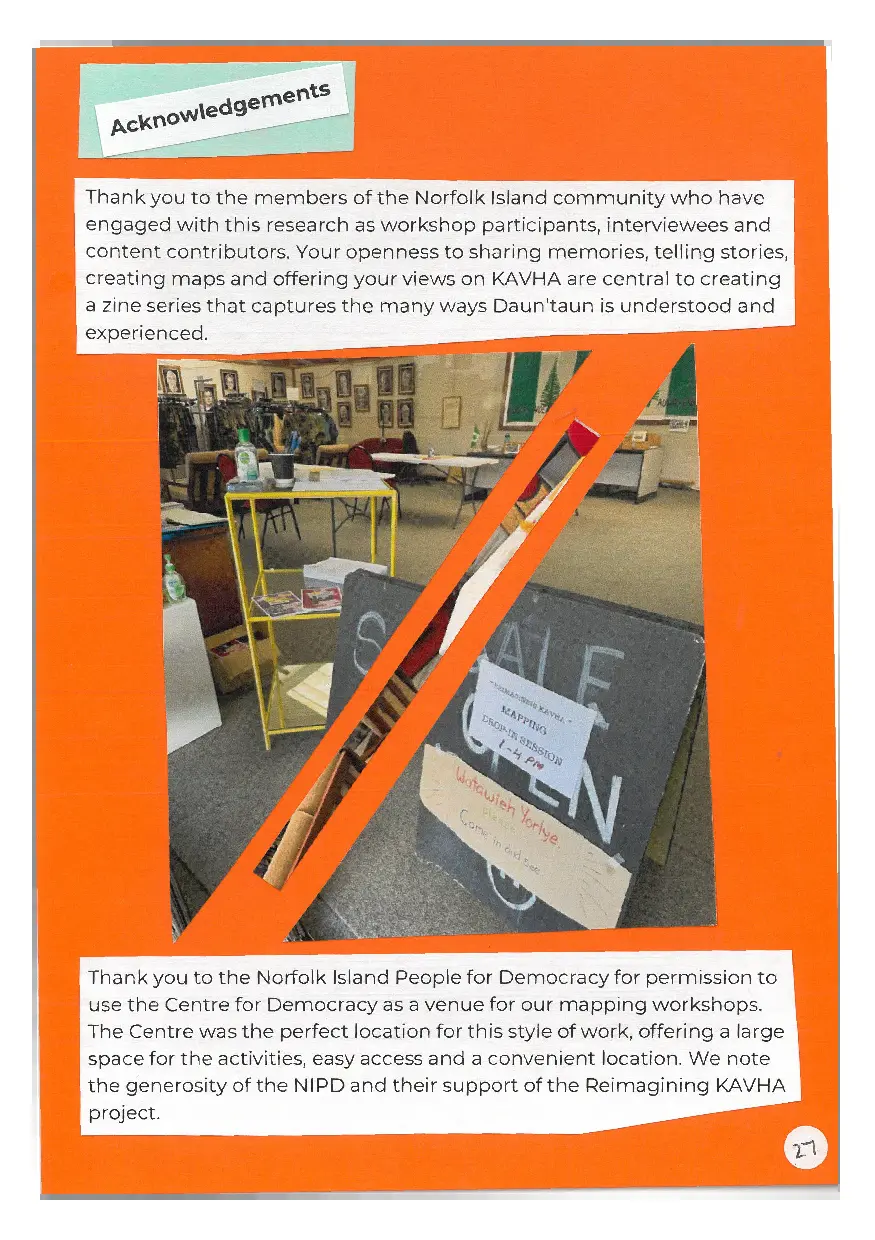 Acknowledgements
Thank you to the members of the Norfolk Island community who have
engaged with this research as workshop participants, interviewees and
content contributors. Your openness to sharing memories, telling stories,
creating maps and offering your views on KAVHA are central to creating
a zine series that captures the many ways Daun'taun is understood and
experienced.
SALE
"REIMAGINING KAVHA"
MAPPING
DROP-IN SESSION
1-4 PM
OPEN
Watawieh Yorlye.
please
Come in and see
Thank you to the Norfolk Island People for Democracy for permission to
use the Centre for Democracy as a venue for our mapping workshops.
The Centre was the perfect location for this style of work, offering a large
space for the activities, easy access and a convenient location. We note
the generosity of the NIPD and their support of the Reimagining KAVHA
project.
27